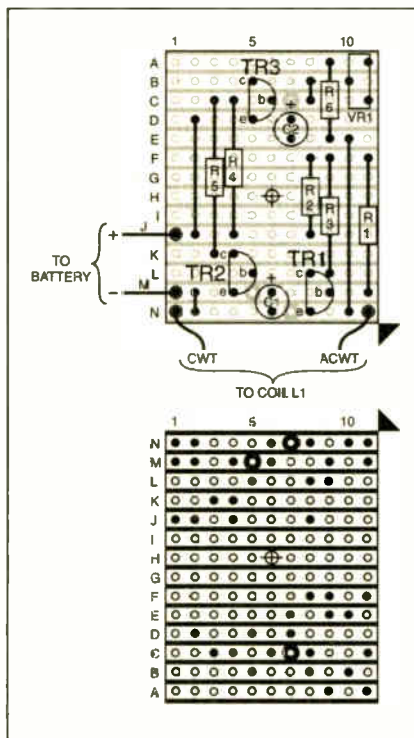 1 5 10
A
TR3
B
c
C
b
+
R6
VR1
D
e
C2
E
F
G
R5
R4
H
R2
R3
R1
I
+ J
TO
BATTERY
K
c
L
TR2
b
TR1
c
- M
e
+
C1
b
N
e
CWT ACWT
TO COIL L1
1 5 10
N
M
L
K
J
I
H
G
F
E
D
C
B
A